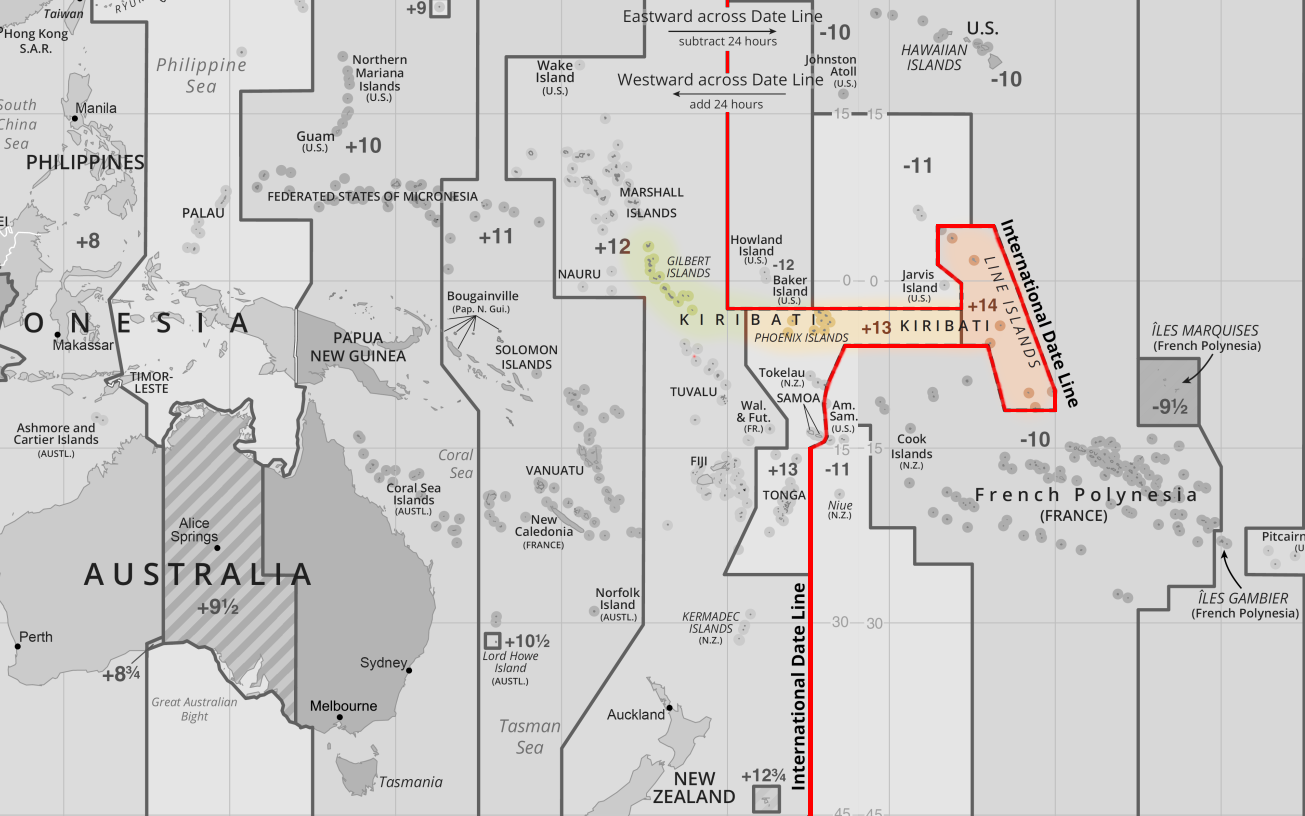 Taiwan
RYUK
Hong Kong
S.A.R.
Philippine
Sea
South
China
Sea
Manila
PHILIPPINES
PALAU
EI
+8
+9
Northern
Mariana
Islands
(U.S.)
Guam
(U.S.)
+10
FEDERATED STATES OF MICRONESIA
+11
Wake
Island
(U.S.)
Eastward across Date Line
subtract 24 hours
Westward across Date Line
add 24 hours
-10
Johnston
Atoll
(U.S.)
U.S.
HAWAIIAN
ISLANDS
-10
15 15
-11
MARSHALL
ISLANDS
+12
GILBERT
ISLANDS
NAURU
Howland
Island
(U.S.)
-12
Baker
Island
(U.S.)
0 0
Jarvis
Island
(U.S.)
LINE ISLANDS
+14
International Date Line
KIRIBATI
PHOENIX ISLANDS
+13
KIRIBATI
ONESIA
Makassar
TIMOR-
LESTE
PAPUA
NEW GUINEA
Bougainville
(Pap. N. Gui.)
SOLOMON
ISLANDS
TUVALU
Tokelau
(N.Z.)
SAMOA
Wal.
& Fut.
(FR.)
Am.
Sam.
(U.S.)
ÎLES MARQUISES
(French Polynesia)
-9½
Ashmore and
Cartier Islands
(AUSTL.)
Coral
Sea
Coral Sea
Islands
(AUSTL.)
VANUATU
New
Caledonia
(FRANCE)
FIJI
+13
TONGA
15 15
-11
Niue
(N.Z.)
Cook
Islands
(N.Z.)
-10
French Polynesia
(FRANCE)
Pitcairn
(U
ÎLES GAMBIER
(French Polynesia)
Alice
Springs
AUSTRALIA
+9½
Perth
+8¾
Great Australian
Bight
Sydney
Melbourne
Tasmania
+10½
Lord Howe
Island
(AUSTL.)
Norfolk
Island
(AUSTL.)
KERMADEC
ISLANDS
(N.Z.)
30 30
International Date Line
Tasman
Sea
Auckland
NEW
ZEALAND
+12¾
45 45